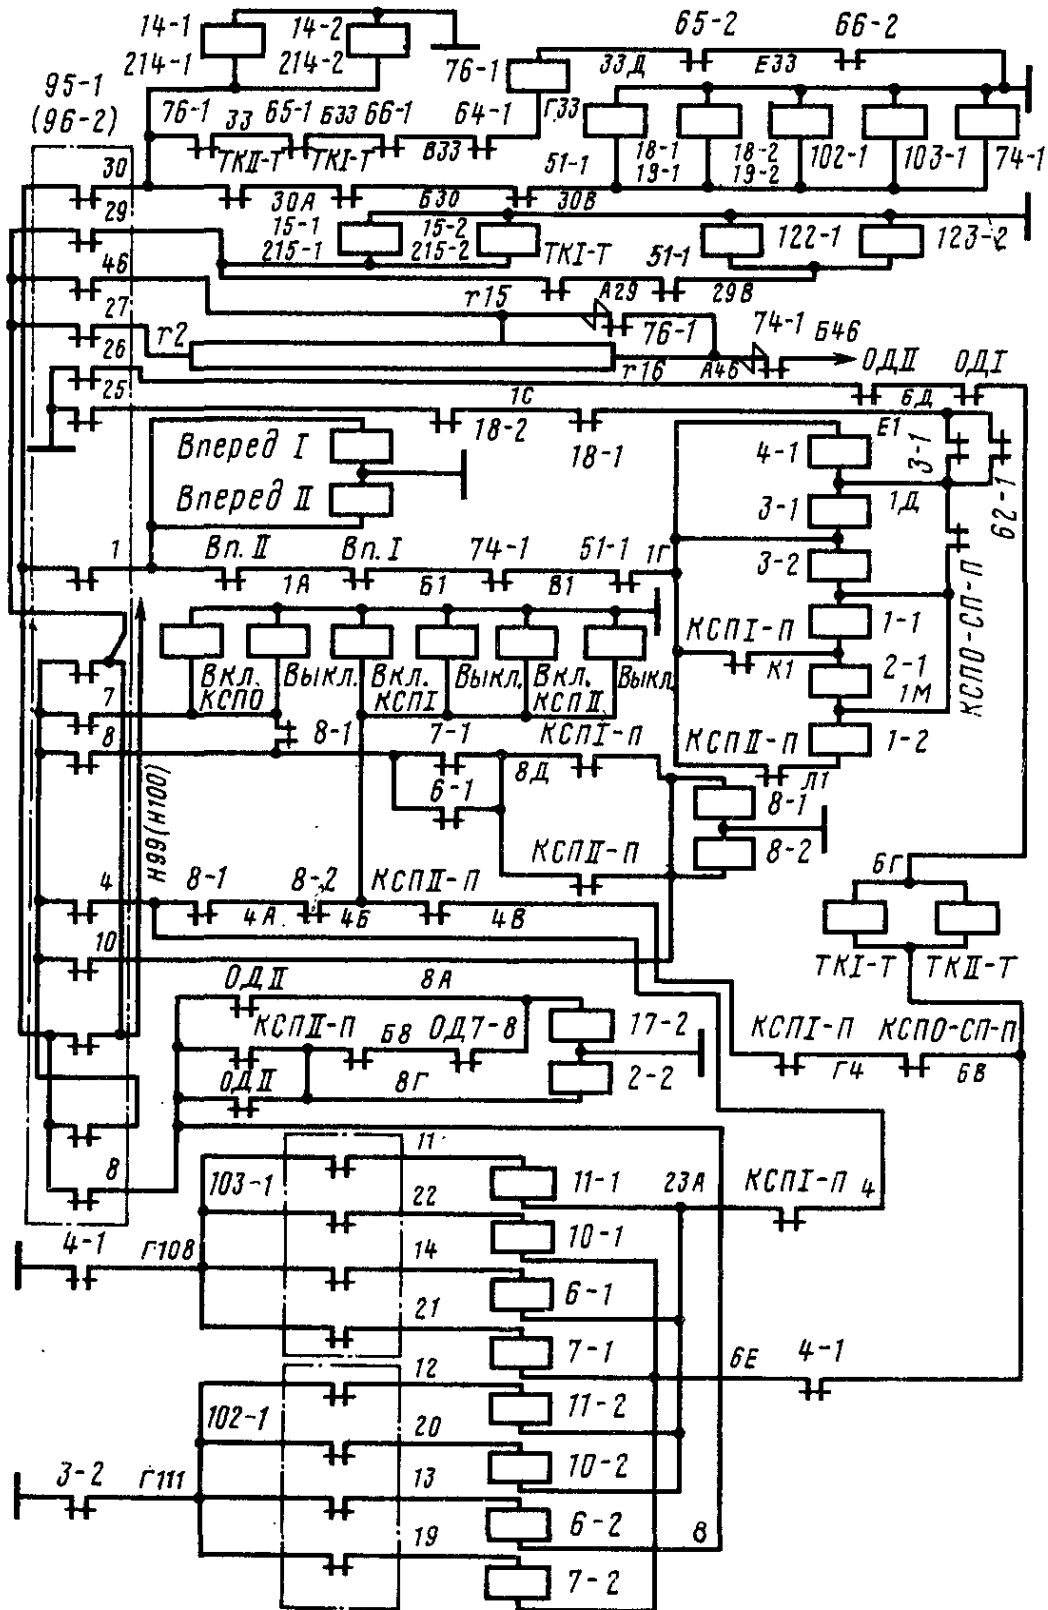 14-1
214-1
14-2
214-2
65-2
66-2
76-1
33Д
Е33
95-1
(96-2)
76-1
33
65-1
Б33
66-1
64-1
Г33
ТКII-Т
ТКI-Т
В33
18-1
19-1
18-2
19-2
102-1
103-1
74-1
30
30А
Б30
51-1
30В
29
15-1
215-1
15-2
215-2
ТКI-Т
51-1
122-1
123-2
46
r15
А29
29В
27
r2
76-1
74-1
Б46
26
r16
А46
ОДII
ОДI
25
1С
6Д
18-2
18-1
Е1
3-1
62-1
Вперед I
Вперед II
4-1
1Д
3-1
3-2
1
Вп. II
1А
Вп. I
Б1
74-1
В1
51-1
1Г
КСПО-СП-П
КСПI-П
К1
1-1
2-1
1М
Вкл.
КСПО
Выкл.
Вкл.
КСПI
Выкл.
Вкл.
КСП II
Выкл.
7
8-1
7-1
КСПI-П
КСПII-П
1-2
Л1
8
8Д
6-1
8-1
8-2
Н99(Н100)
КСПII-П
6Г
4
8-1
4А
8-2
4Б
КСПII-П
4В
ТКI-Т
ТКII-Т
10
ОДII
8А
КСПII-П
Б8
ОД7-8
17-2
2-2
КСПI-П
Г4
КСПО-СП-П
6В
ОДII
8Г
8
103-1
11
11-1
23А
КСПI-П
4
22
10-1
4-1
Г108
14
6-1
21
7-1
6Е
4-1
12
11-2
102-1
20
10-2
3-2
Г111
13
6-2
8
19
7-2